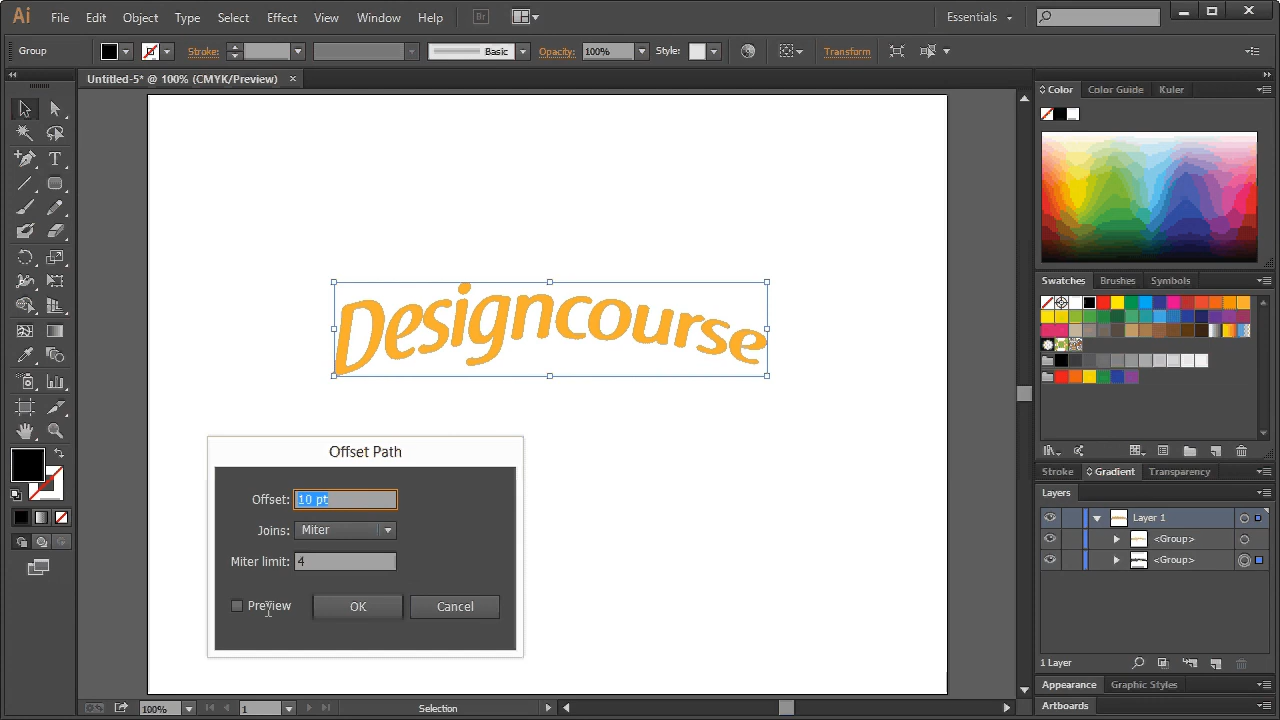 Ai File Edit Object Type Select Effect View Window Help Br Essentials
Group Stroke: Basic Opacity: 100% Style: Transform
Untitled-5* @ 100% (CMYK/Preview) ×
Color Color Guide Kuler
Designcourse
Swatches Brushes Symbols
Offset Path
Offset: 10 pt
Joins: Miter
Miter limit: 4
Preview OK Cancel
Stroke Gradient Transparency
Layers
Layer 1
<Group>
<Group>
1 Layer
Appearance Graphic Styles
Artboards
100% 1 Selection